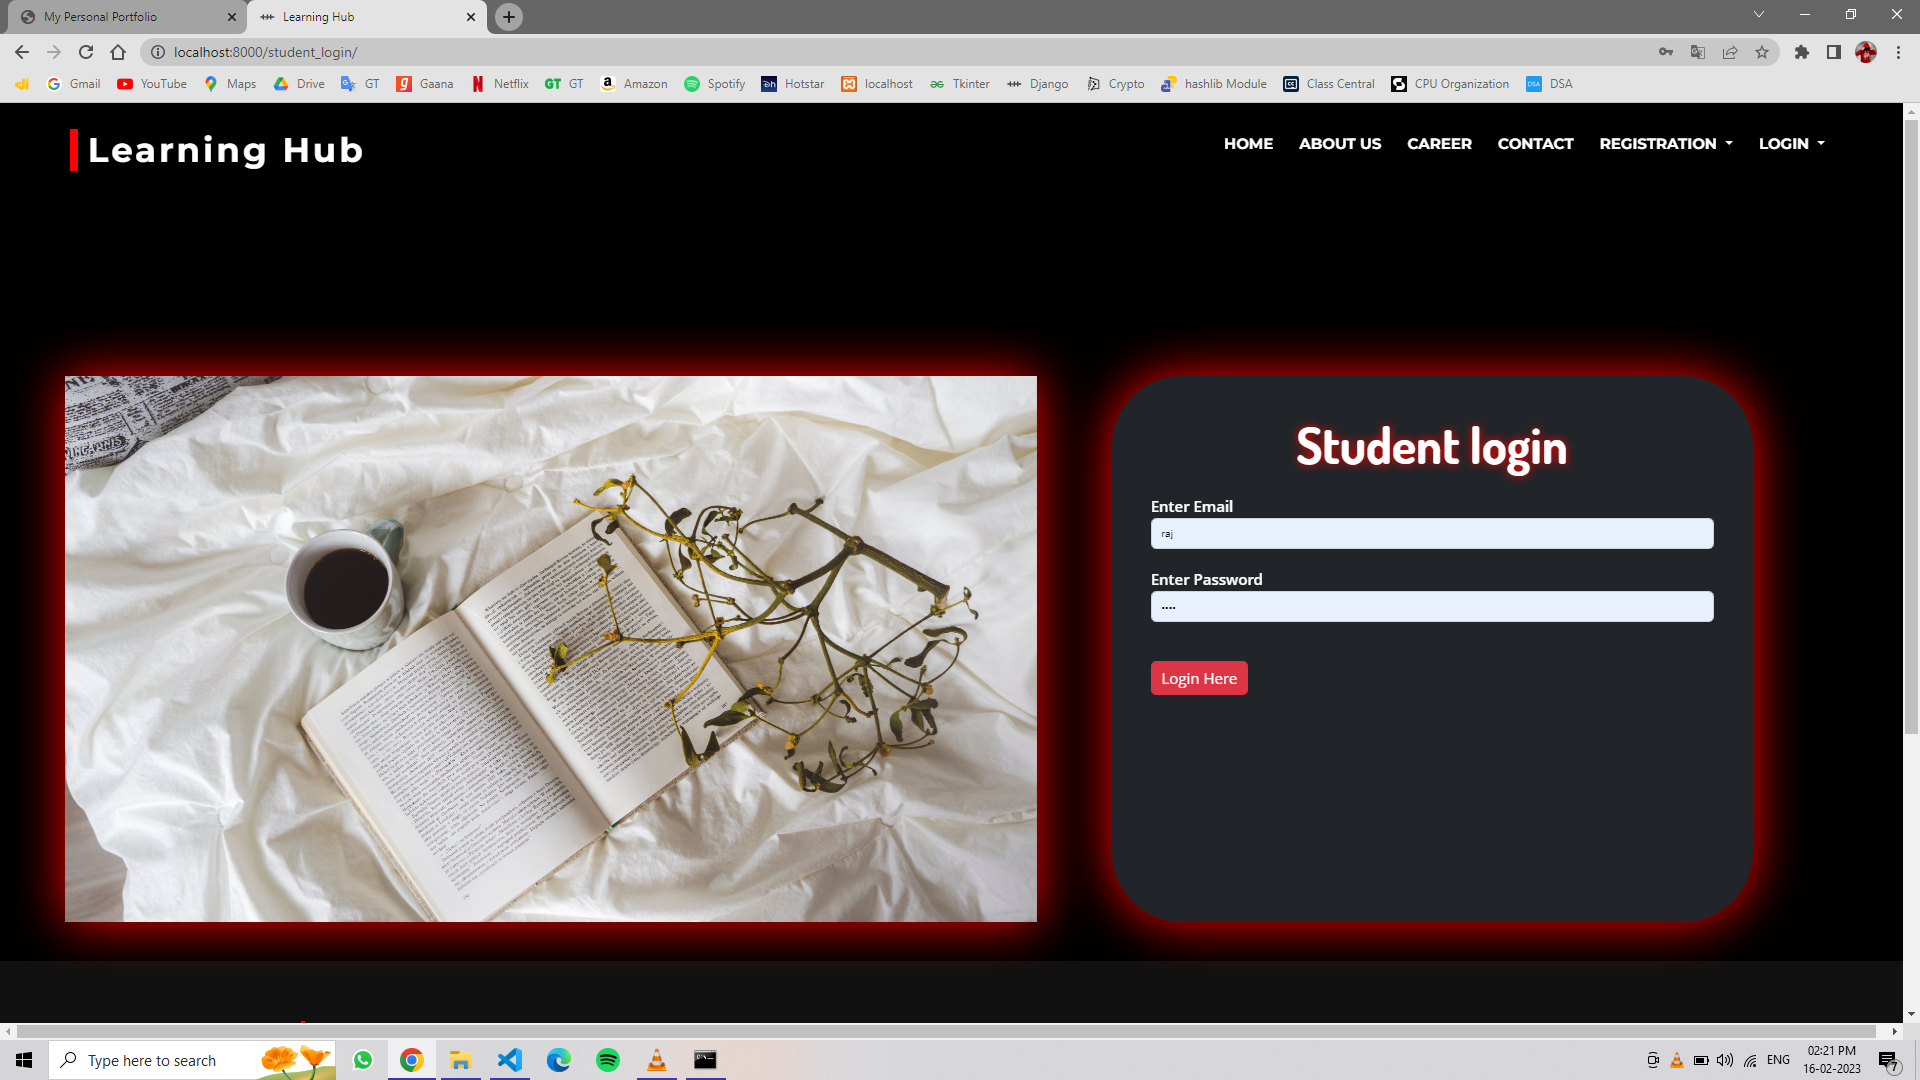 My Personal Portfolio
Learning Hub
localhost:8000/student_login/
Gmail
YouTube
Maps
Drive
GT
Gaana
Netflix
GT GT
Amazon
Spotify
Hotstar
localhost
Tkinter
Django
Crypto
hashlib Module
Class Central
CPU Organization
DSA DSA
Learning Hub
HOME
ABOUT US
CAREER
CONTACT
REGISTRATION
LOGIN
Student login
Enter Email
raj
Enter Password
....
Login Here
Type here to search
ENG
02:21 PM
16-02-2023
7